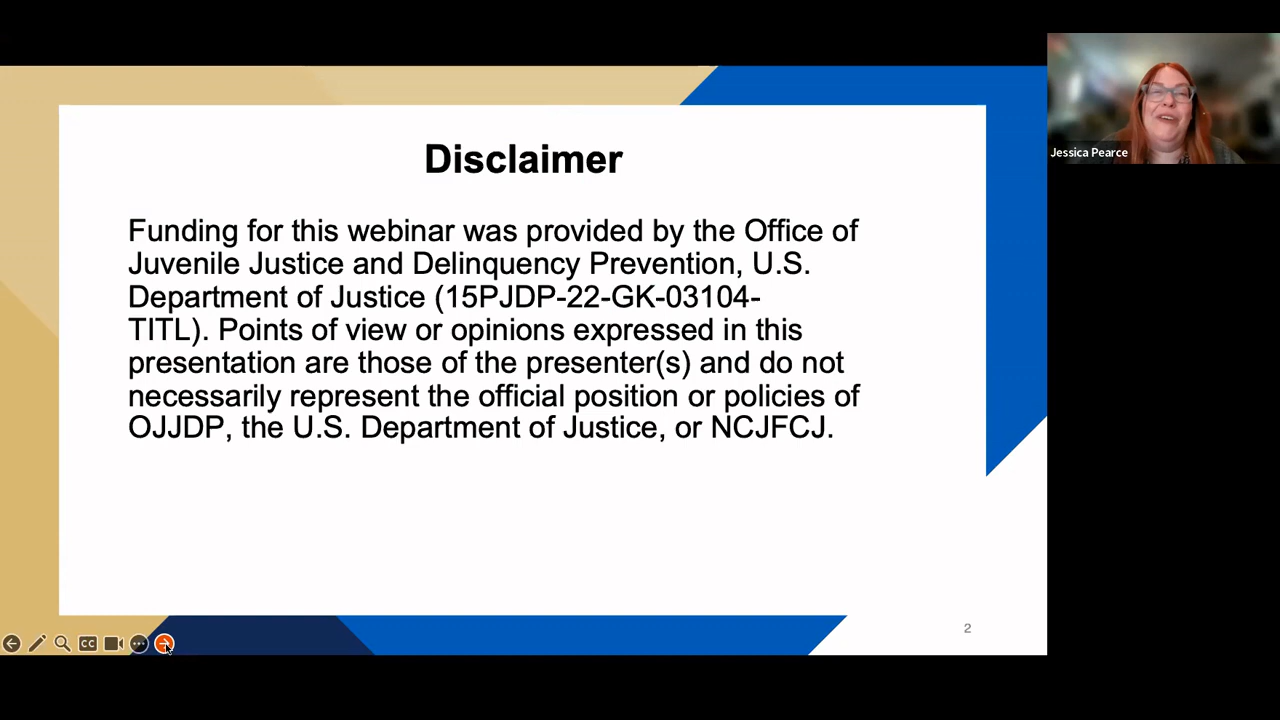 Disclaimer
Funding for this webinar was provided by the Office of
Juvenile Justice and Delinquency Prevention, U.S.
Department of Justice (15PJDP-22-GK-03104-
TITL). Points of view or opinions expressed in this
presentation are those of the presenter(s) and do not
necessarily represent the official position or policies of
OJJDP, the U.S. Department of Justice, or NCJFCJ.
2
CC
Jessica Pearce